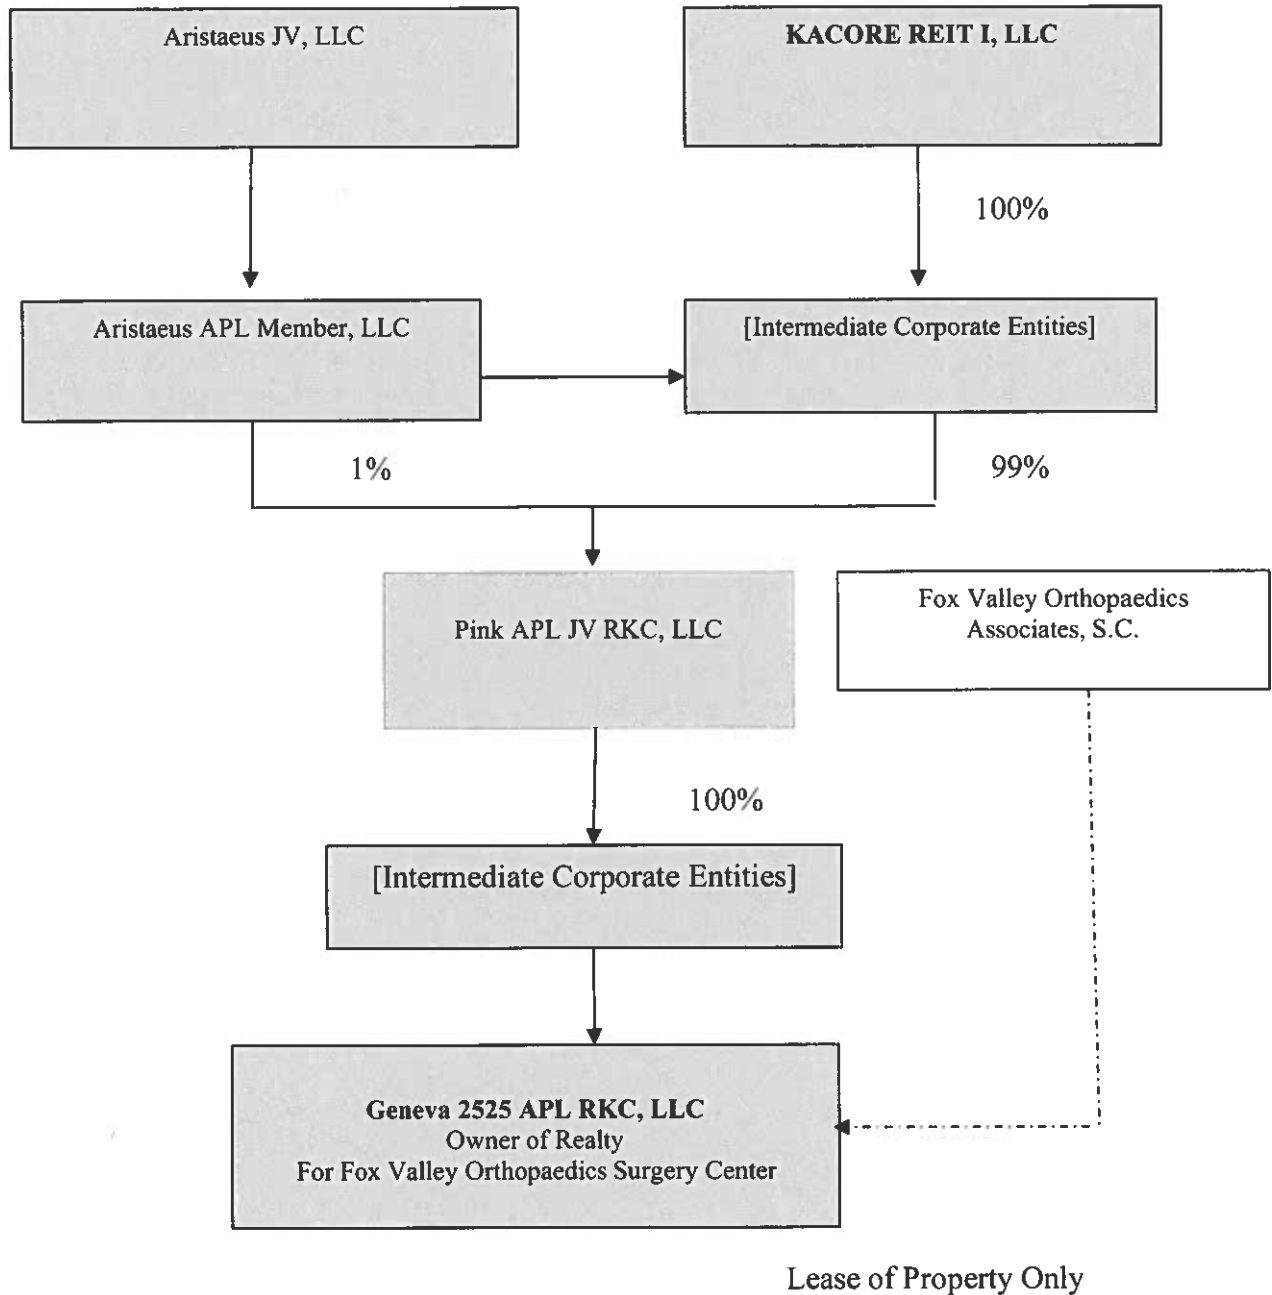 Aristaeus JV, LLC
KACORE REIT I, LLC
100%
Aristaeus APL Member, LLC
[Intermediate Corporate Entities]
1%
99%
Pink APL JV RKC, LLC
Fox Valley Orthopaedics
Associates, S.C.
100%
[Intermediate Corporate Entities]
Geneva 2525 APL RKC, LLC
Owner of Realty
For Fox Valley Orthopaedics Surgery Center
Lease of Property Only